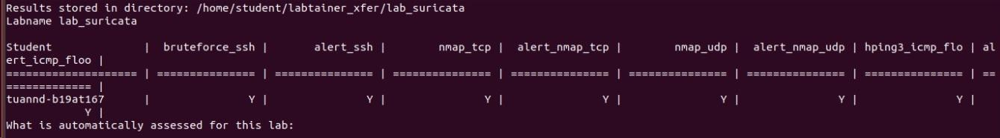 Results stored in directory: /home/student/labtainer_xfer/lab_suricata
Labname lab_suricata
Student | bruteforce_ssh | alert_ssh | nmap_tcp | alert_nmap_tcp | nmap_udp | alert_nmap_udp | hping3_icmp_flo | al
ert_icmp_floo |
==================== | =============== | =============== | =============== | =============== | =============== | =============== | =============== | ==
============= |
tuannd-b19at167 | Y | Y | Y | Y | Y | Y | Y |
Y |
What is automatically assessed for this lab: